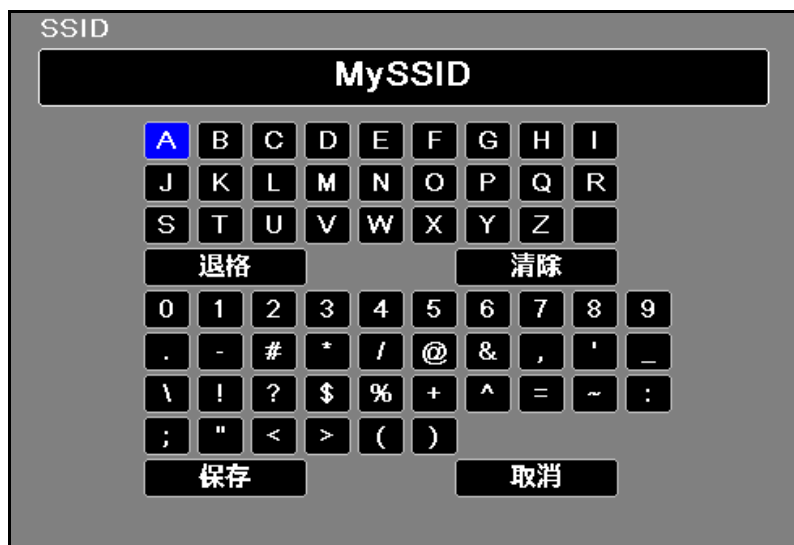 SSID
MySSID
A B C D E F G H I
J K L M N O P Q R
S T U V W X Y Z
退格 清除
0 1 2 3 4 5 6 7 8 9
. - # * / @ & , ' _
\ ! ? $ % + ^ = ~ :
; " < > ( )
保存 取消